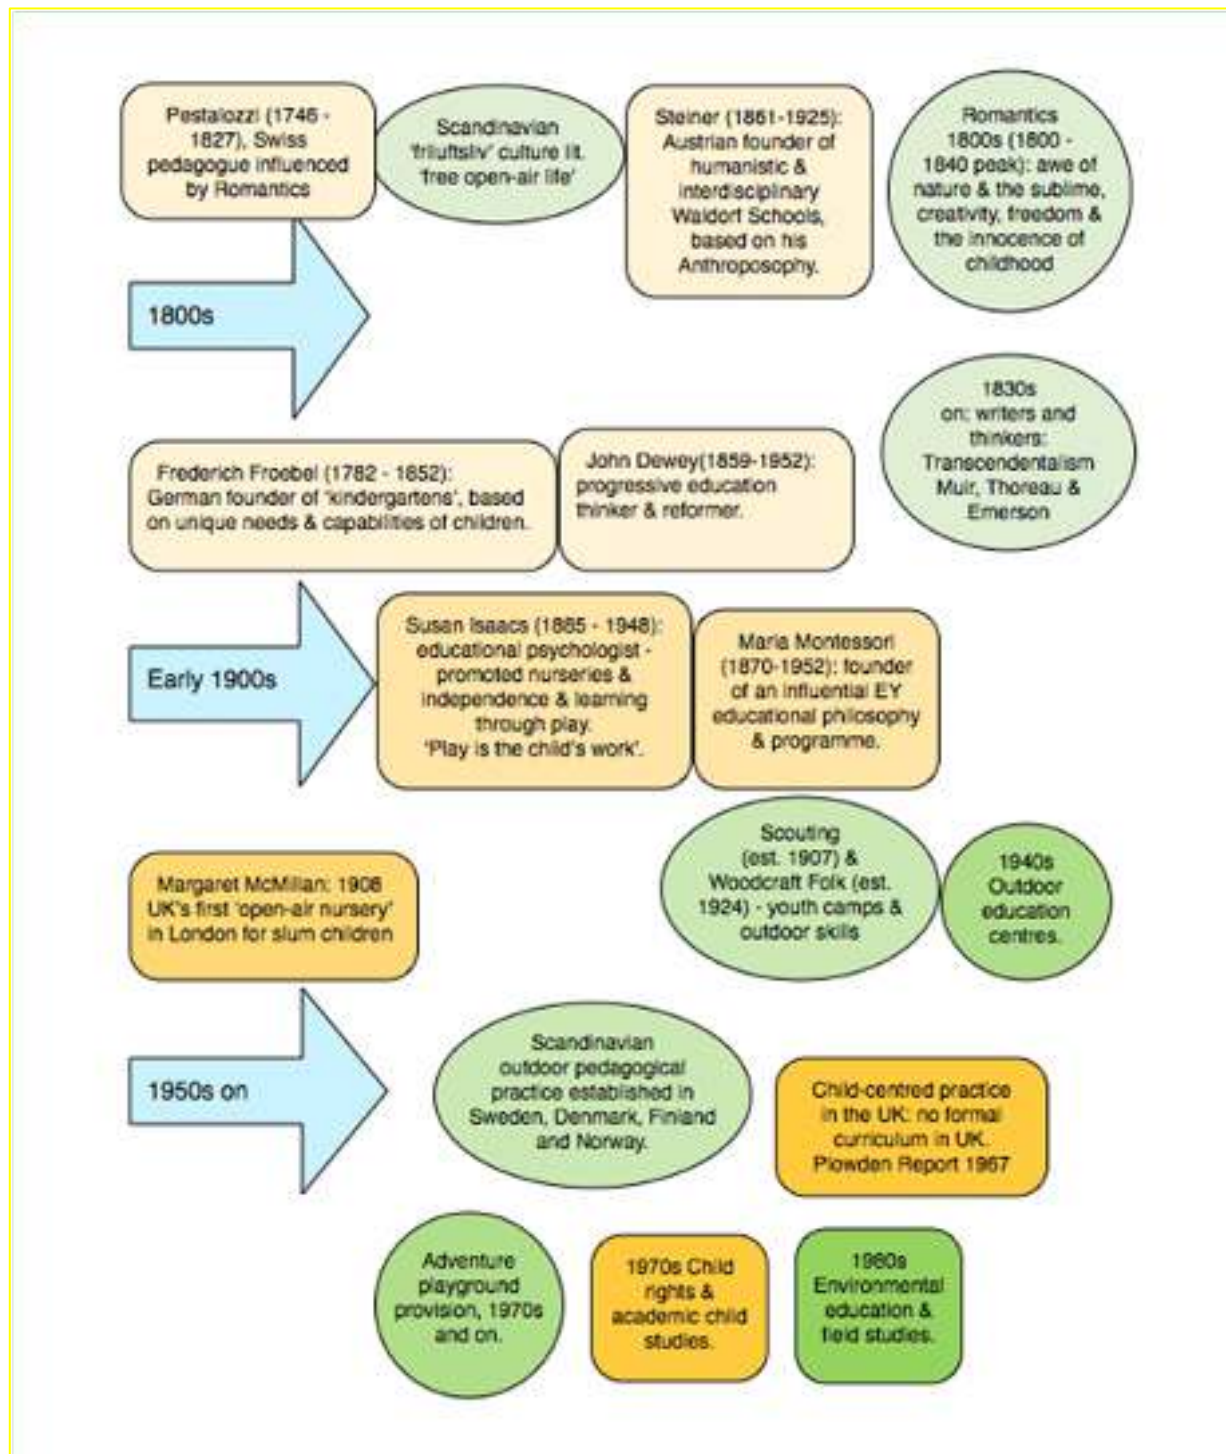 Pestalozzi (1746 -
1827), Swiss
pedagogue influenced
by Romantics
Scandinavian
'friluftsliv' culture lit.
'free open-air life'
Steiner (1861-1925):
Austrian founder of
humanistic &
interdisciplinary
Waldorf Schools,
based on his
Anthroposophy.
Romantics
1800s (1800 -
1840 peak): awe of
nature & the sublime,
creativity, freedom &
the innocence of
childhood
1800s
1830s
on: writers and
thinkers:
Transcendentalism
Muir, Thoreau &
Emerson
Frederich Froebel (1782 - 1852):
German founder of 'kindergartens', based
on unique needs & capabilities of children.
John Dewey(1859-1952):
progressive education
thinker & reformer.
Early 1900s
Susan Isaacs (1885 - 1948):
educational psychologist -
promoted nurseries &
independence & learning
through play.
'Play is the child's work'.
Maria Montessori
(1870-1952): founder
of an influential EY
educational philosophy
& programme.
Scouting
(est. 1907) &
Woodcraft Folk (est.
1924) - youth camps &
outdoor skills
1940s
Outdoor
education
centres.
Margaret McMillan: 1908
UK's first 'open-air nursery'
in London for slum children
1950s on
Scandinavian
outdoor pedagogical
practice established in
Sweden, Denmark, Finland
and Norway.
Child-centred practice
in the UK: no formal
curriculum in UK.
Plowden Report 1967
Adventure
playground
provision, 1970s
and on.
1970s Child
rights &
academic child
studies.
1980s
Environmental
education &
field studies.